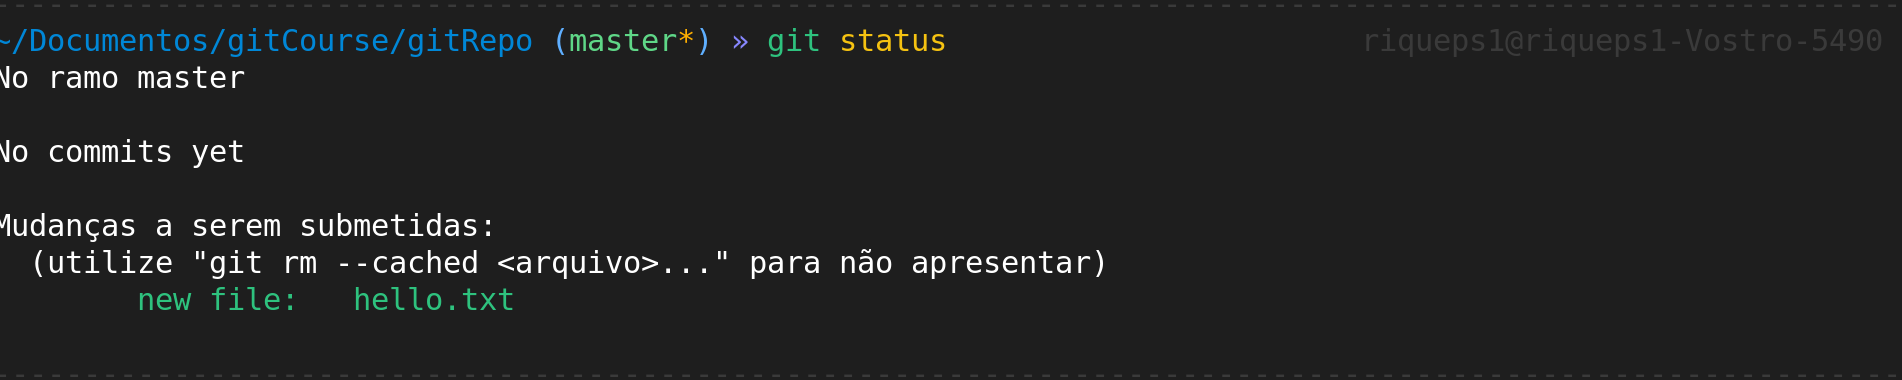 ~/Documentos/gitCourse/gitRepo (master*) » git status riqueps1@riqueps1-Vostro-5490
No ramo master
No commits yet
Mudanças a serem submetidas:
(utilize "git rm --cached <arquivo>..." para não apresentar)
new file: hello.txt